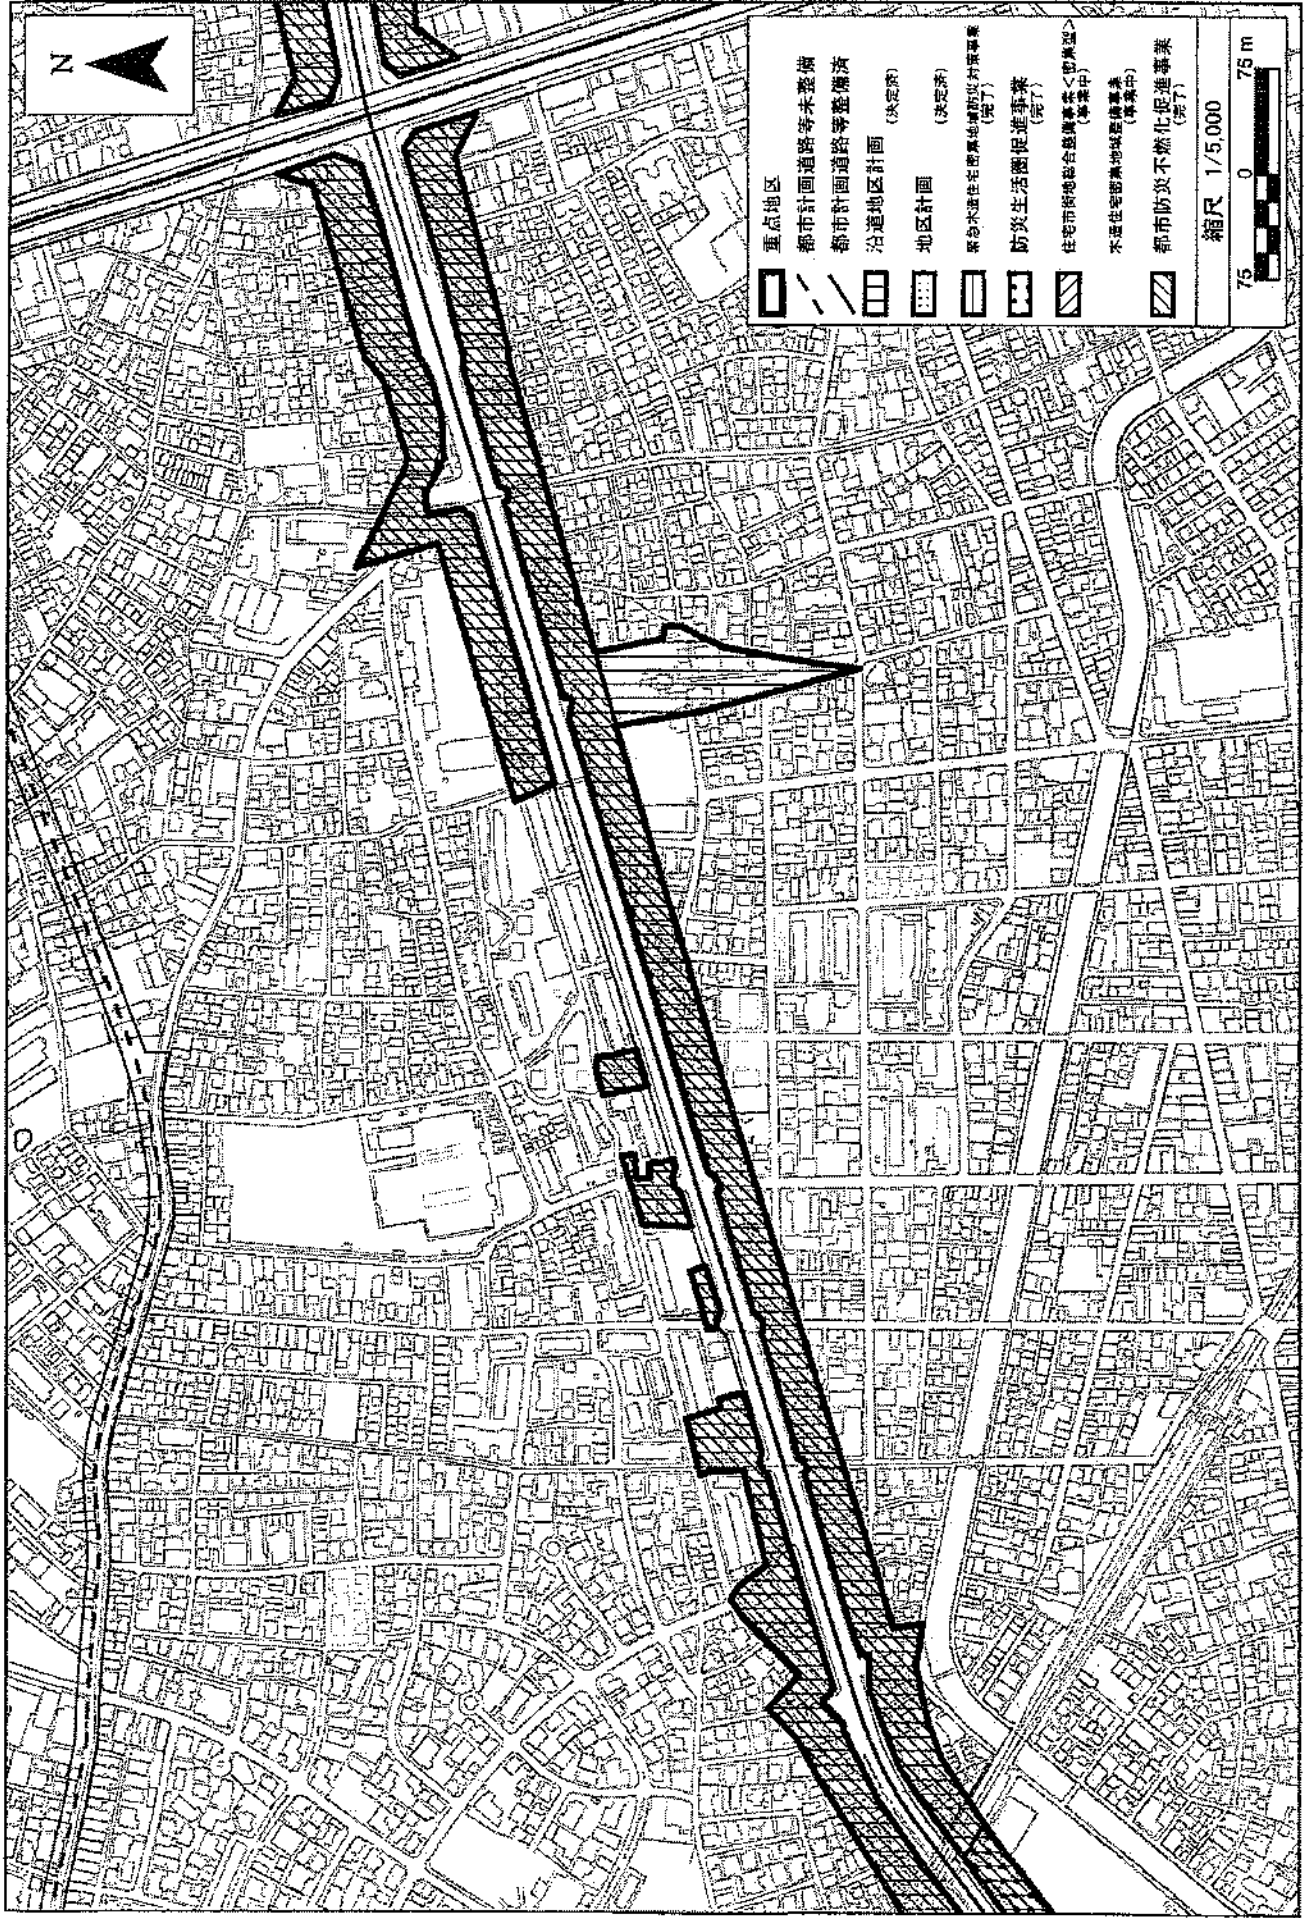 N
重点地区
都市計画道路等未整備
都市計画道路等整備済
沿道地区計画
(決定済)
地区計画
(決定済)
緊急木造住宅密集地域防災対策事業
(完了)
防災生活圏促進事業
(完了)
住宅市街地総合整備事業<密集型>
(事業中)
木造住宅密集地域整備事業
(事業中)
都市防災不燃化促進事業
(完了)
縮尺 1/5,000
75 0 75 m